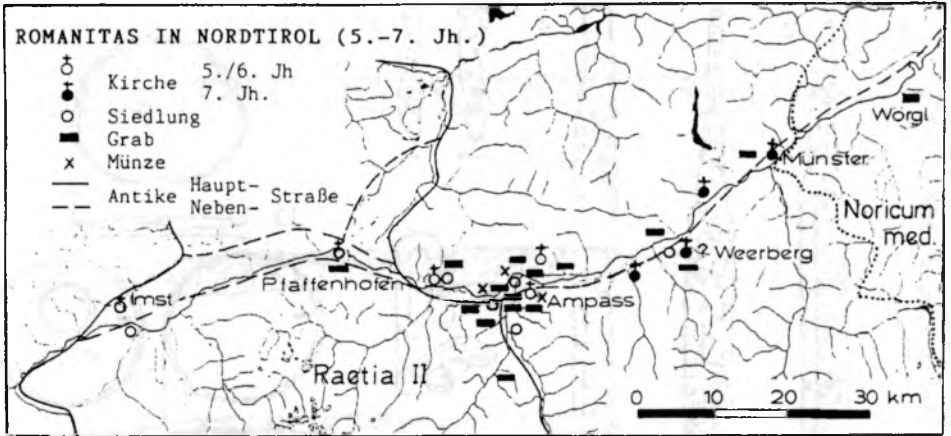 ROMANITAS IN NORDTIROL (5.-7. Jh.)
Kirche 5./6. Jh
7. Jh.
Siedlung
Grab
Münze
Antike Haupt- Straße
Neben-
Wörgl
Münster
Noricum
med.
? Weerberg
Pfaffenhofen
Imst
Ampass
Raetia II
0 10 20 30 km